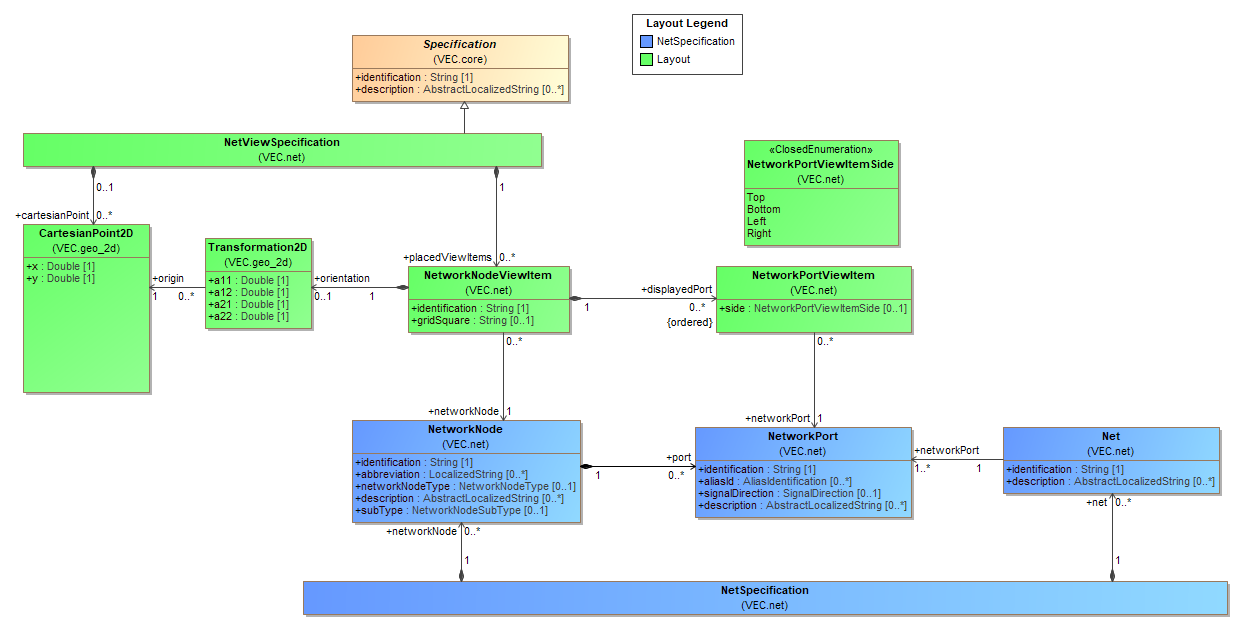 Layout Legend
NetSpecification
Layout
Specification
(VEC.core)
+identification : String [1]
+description : AbstractLocalizedString [0..*]
NetViewSpecification
(VEC.net)
«ClosedEnumeration»
NetworkPortViewItemSide
(VEC.net)
Top
Bottom
Left
Right
0..1
+cartesianPoint
0..*
1
+placedViewItems
0..*
CartesianPoint2D
(VEC.geo_2d)
+x : Double [1]
+y : Double [1]
+origin
1
0..*
Transformation2D
(VEC.geo_2d)
+a11 : Double [1]
+a12 : Double [1]
+a21 : Double [1]
+a22 : Double [1]
+orientation
0..1
1
NetworkNodeViewItem
(VEC.net)
+identification : String [1]
+gridSquare : String [0..1]
+displayedPort
1
0..*
{ordered}
NetworkPortViewItem
(VEC.net)
+side : NetworkPortViewItemSide [0..1]
0..*
+networkNode
1
0..*
+networkPort
1
NetworkNode
(VEC.net)
+identification : String [1]
+abbreviation : LocalizedString [0..*]
+networkNodeType : NetworkNodeType [0..1]
+description : AbstractLocalizedString [0..*]
+subType : NetworkNodeSubType [0..1]
+port
1
0..*
NetworkPort
(VEC.net)
+identification : String [1]
+aliasId : AliasIdentification [0..*]
+signalDirection : SignalDirection [0..1]
+description : AbstractLocalizedString [0..*]
+networkPort
1..*
1
Net
(VEC.net)
+identification : String [1]
+description : AbstractLocalizedString [0..*]
+networkNode
0..*
1
+net
0..*
1
NetSpecification
(VEC.net)